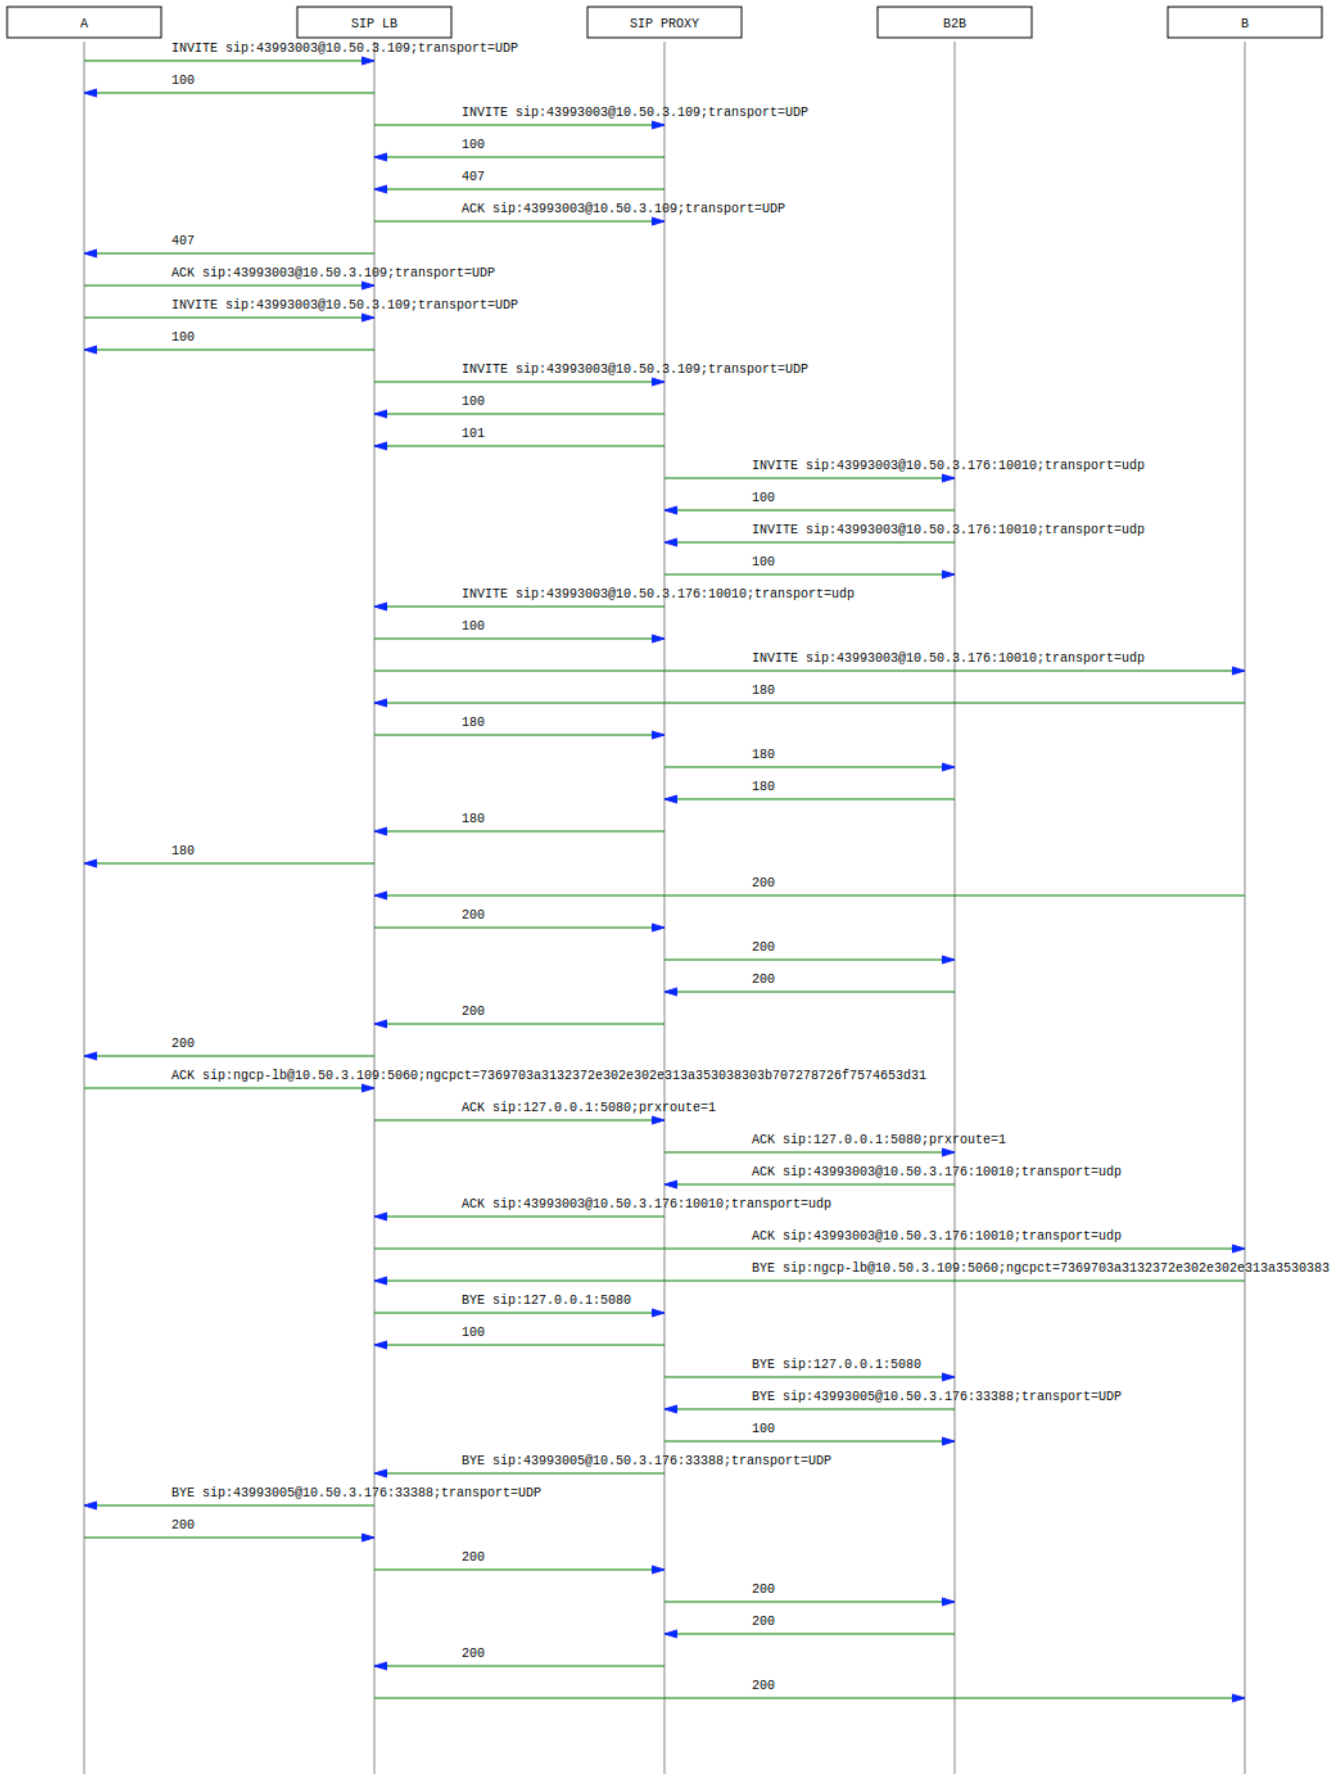 A
SIP LB
SIP PROXY
B2B
B
INVITE sip:43993003@10.50.3.109;transport=UDP
100
INVITE sip:43993003@10.50.3.109;transport=UDP
100
407
ACK sip:43993003@10.50.3.109;transport=UDP
407
ACK sip:43993003@10.50.3.109;transport=UDP
INVITE sip:43993003@10.50.3.109;transport=UDP
100
INVITE sip:43993003@10.50.3.109;transport=UDP
100
101
INVITE sip:43993003@10.50.3.176:10010;transport=udp
100
INVITE sip:43993003@10.50.3.176:10010;transport=udp
100
INVITE sip:43993003@10.50.3.176:10010;transport=udp
100
INVITE sip:43993003@10.50.3.176:10010;transport=udp
180
180
180
180
180
180
200
200
200
200
200
200
ACK sip:ngcp-lb@10.50.3.109:5060;ngcpct=7369703a3132372e302e302e313a353038303b707278726f7574653d31
ACK sip:127.0.0.1:5080;prxroute=1
ACK sip:127.0.0.1:5080;prxroute=1
ACK sip:43993003@10.50.3.176:10010;transport=udp
ACK sip:43993003@10.50.3.176:10010;transport=udp
ACK sip:43993003@10.50.3.176:10010;transport=udp
BYE sip:ngcp-lb@10.50.3.109:5060;ngcpct=7369703a3132372e302e302e313a3530383
BYE sip:127.0.0.1:5080
100
BYE sip:127.0.0.1:5080
BYE sip:43993005@10.50.3.176:33388;transport=UDP
100
BYE sip:43993005@10.50.3.176:33388;transport=UDP
BYE sip:43993005@10.50.3.176:33388;transport=UDP
200
200
200
200
200
200